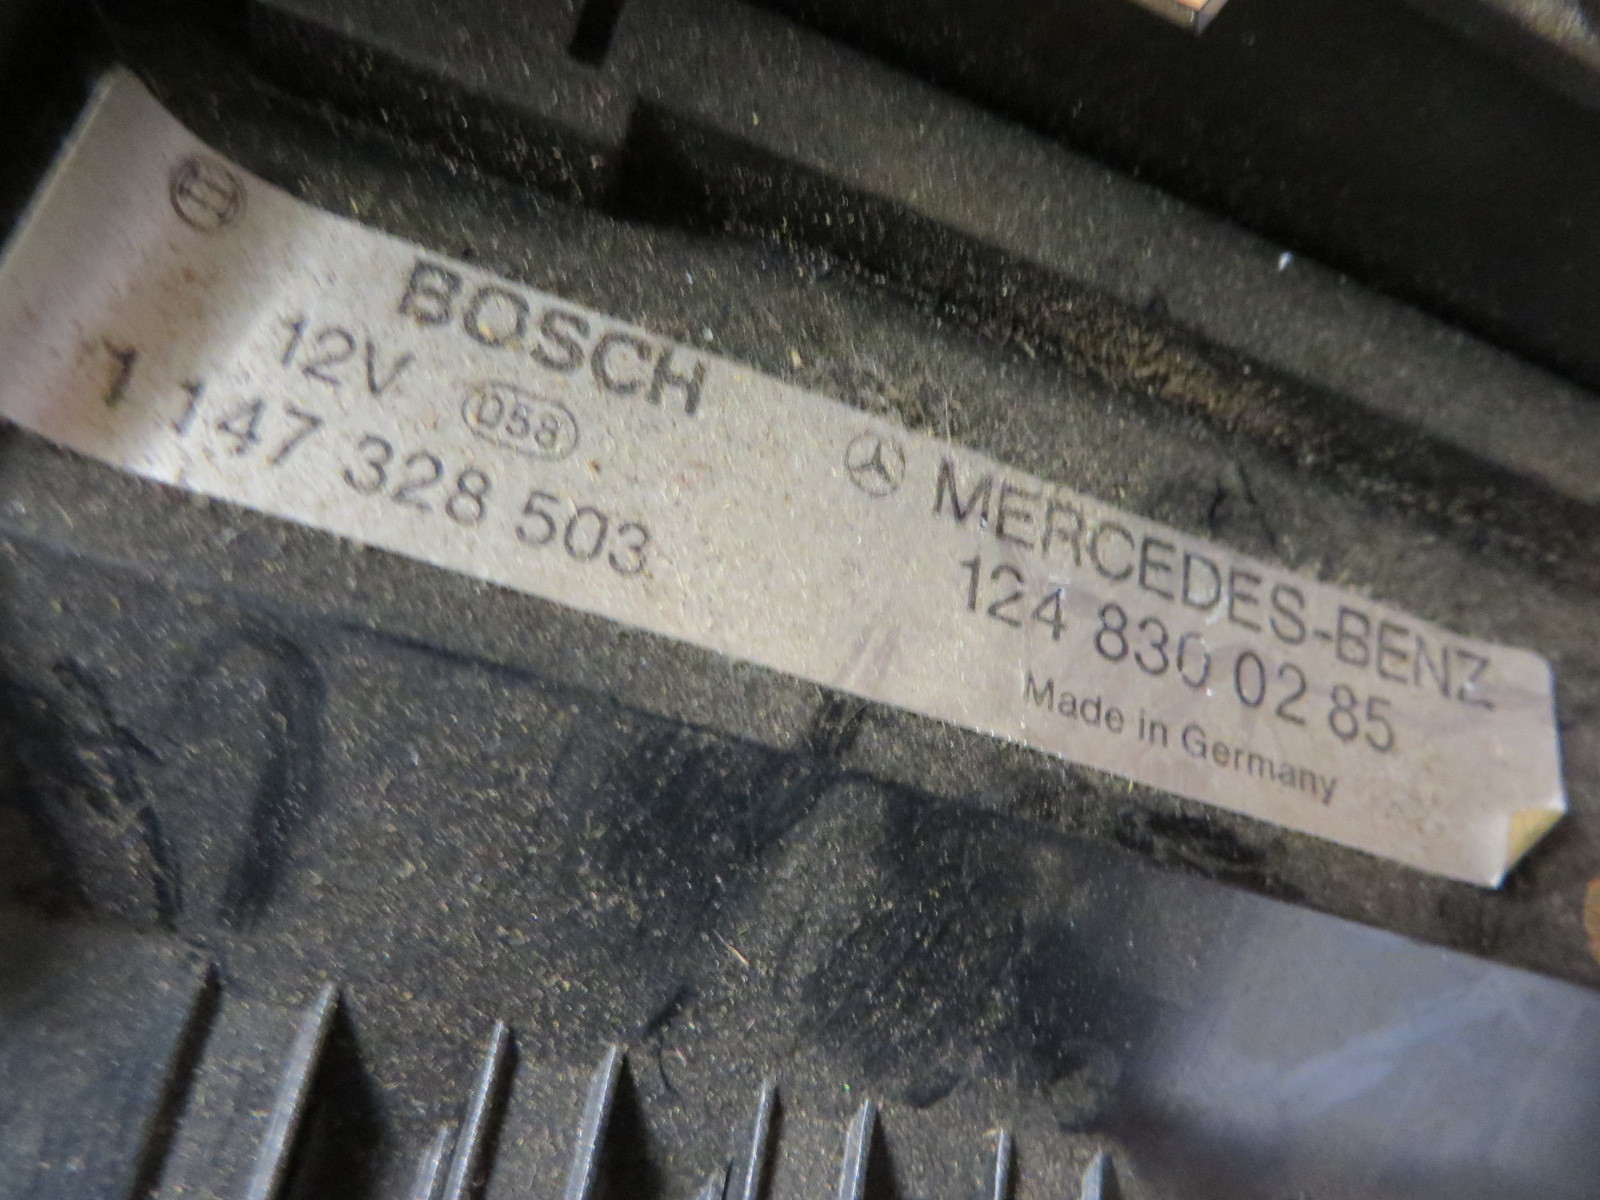 BOSCH
12V 058
1 147 328 503
MERCEDES-BENZ
124 830 02 85
Made in Germany